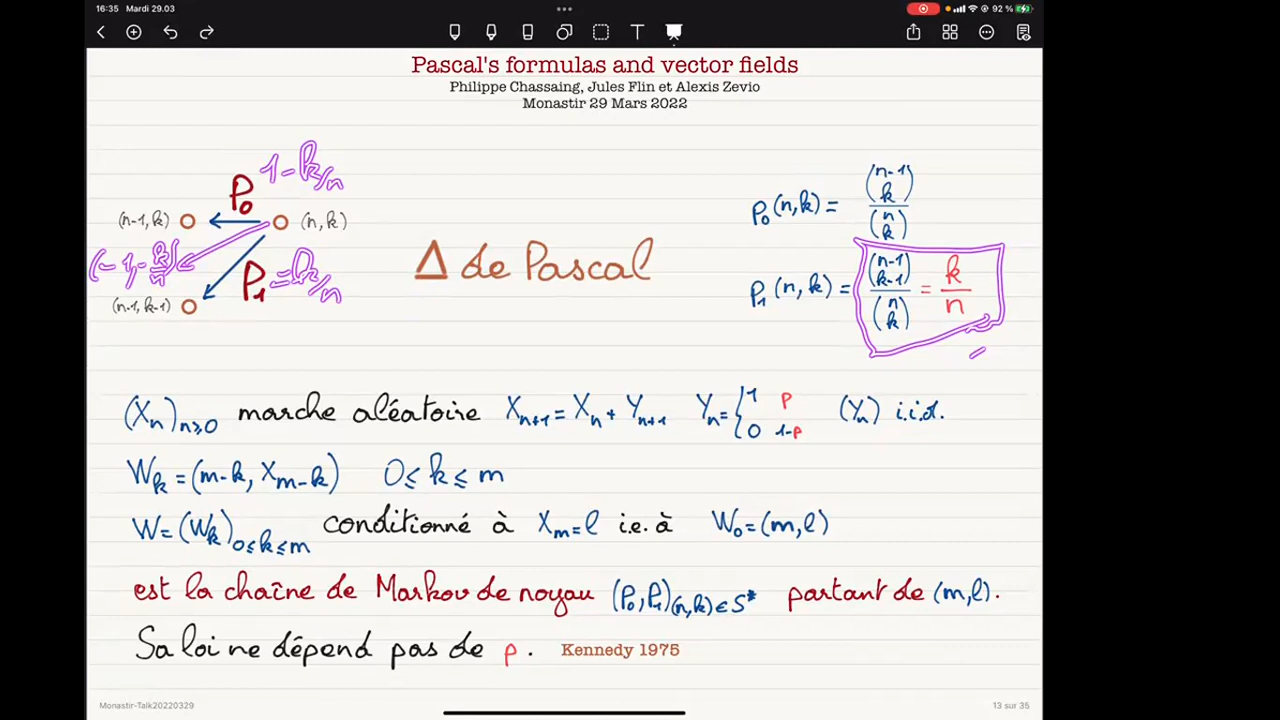 16:35 Mardi 29.03
92 %
T
Pascal's formulas and vector fields
Philippe Chassaing, Jules Flin et Alexis Zevio
Monastir 29 Mars 2022
1-k/n
P₀
(n-1,k) (n,k)
(-1,-k/n)
P₁ =k/n
(n-1,k-1)
Δ de Pascal
p₀(n,k) = (n-1 k)/(n k)
p₁(n,k) = (n-1 k-1)/(n k) = k/n
(Xₙ)ₙ≥₀ marche aléatoire Xₙ₊₁ = Xₙ + Yₙ₊₁ Yₙ = { 1 p 0 1-p (Yₙ) i.i.d.
Wₖ = (m-k, Xₘ₋ₖ) 0 ≤ k ≤ m
W = (Wₖ)₀≤ₖ≤ₘ conditionné à Xₘ = l i.e. à W₀ = (m,l)
est la chaîne de Markov de noyau (P₀,P₁)₍ₙ,ₖ₎∈S* partant de (m,l).
Sa loi ne dépend pas de p. Kennedy 1975
Monastir-Talk20220329 13 sur 35